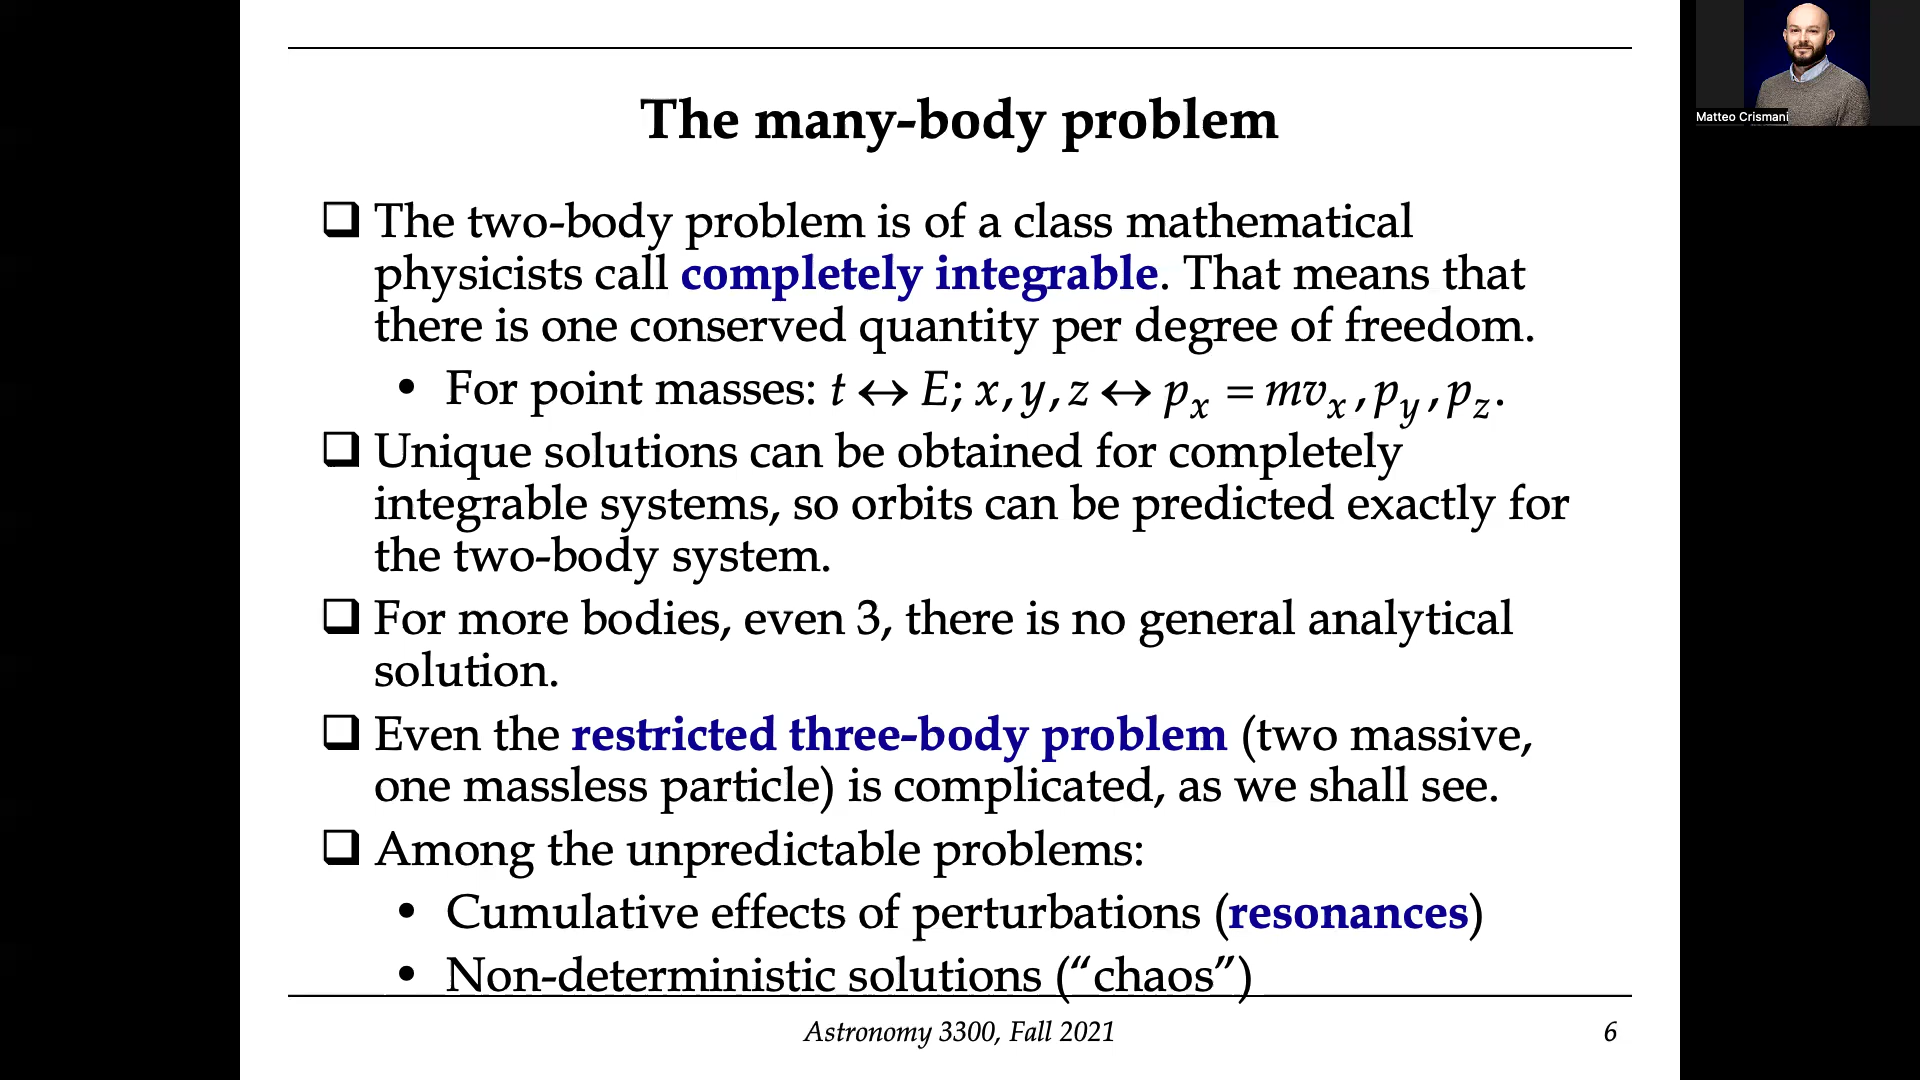 Matteo Crismani
The many-body problem
❑ The two-body problem is of a class mathematical
physicists call completely integrable. That means that
there is one conserved quantity per degree of freedom.
• For point masses: t ↔ E; x, y, z ↔ pₓ = mvₓ, p_y, p_z.
❑ Unique solutions can be obtained for completely
integrable systems, so orbits can be predicted exactly for
the two-body system.
❑ For more bodies, even 3, there is no general analytical
solution.
❑ Even the restricted three-body problem (two massive,
one massless particle) is complicated, as we shall see.
❑ Among the unpredictable problems:
• Cumulative effects of perturbations (resonances)
• Non-deterministic solutions (“chaos”)
Astronomy 3300, Fall 2021
6